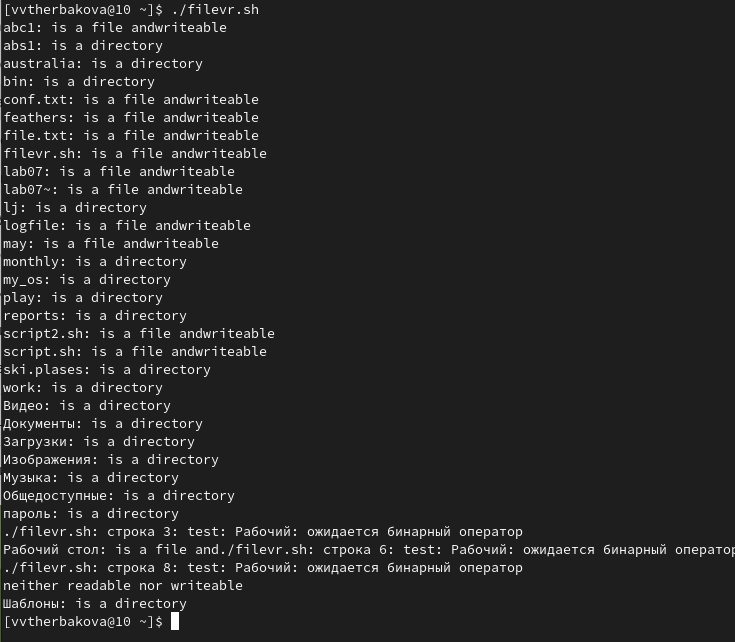 [vvtherbakova@10 ~]$ ./filevr.sh
abc1: is a file andwriteable
abs1: is a directory
australia: is a directory
bin: is a directory
conf.txt: is a file andwriteable
feathers: is a file andwriteable
file.txt: is a file andwriteable
filevr.sh: is a file andwriteable
lab07: is a file andwriteable
lab07~: is a file andwriteable
lj: is a directory
logfile: is a file andwriteable
may: is a file andwriteable
monthly: is a directory
my_os: is a directory
play: is a directory
reports: is a directory
script2.sh: is a file andwriteable
script.sh: is a file andwriteable
ski.plases: is a directory
work: is a directory
Видео: is a directory
Документы: is a directory
Загрузки: is a directory
Изображения: is a directory
Музыка: is a directory
Общедоступные: is a directory
пароль: is a directory
./filevr.sh: строка 3: test: Рабочий: ожидается бинарный оператор
Рабочий стол: is a file and./filevr.sh: строка 6: test: Рабочий: ожидается бинарный оператор
./filevr.sh: строка 8: test: Рабочий: ожидается бинарный оператор
neither readable nor writeable
Шаблоны: is a directory
[vvtherbakova@10 ~]$